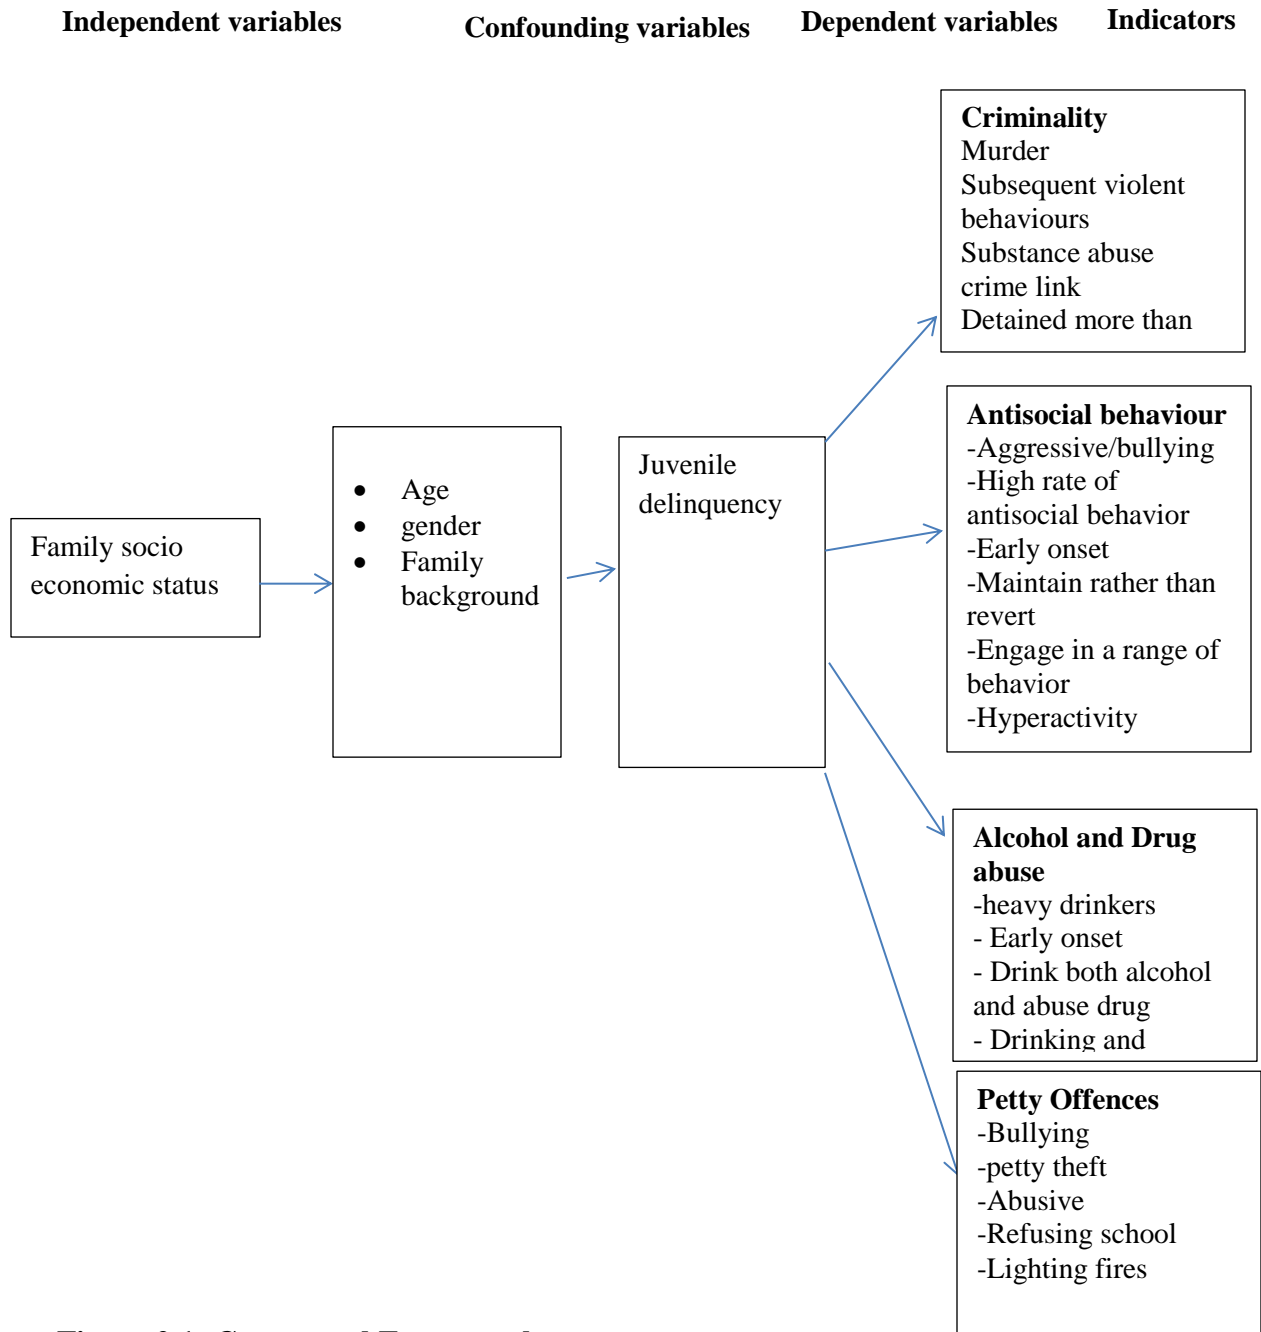 Independent variables
Confounding variables
Dependent variables
Indicators
Family socio
economic status
• Age
• gender
• Family
background
Juvenile
delinquency
Criminality
Murder
Subsequent violent
behaviours
Substance abuse
crime link
Detained more than
Antisocial behaviour
-Aggressive/bullying
-High rate of
antisocial behavior
-Early onset
-Maintain rather than
revert
-Engage in a range of
behavior
-Hyperactivity
Alcohol and Drug
abuse
-heavy drinkers
- Early onset
- Drink both alcohol
and abuse drug
- Drinking and
Petty Offences
-Bullying
-petty theft
-Abusive
-Refusing school
-Lighting fires